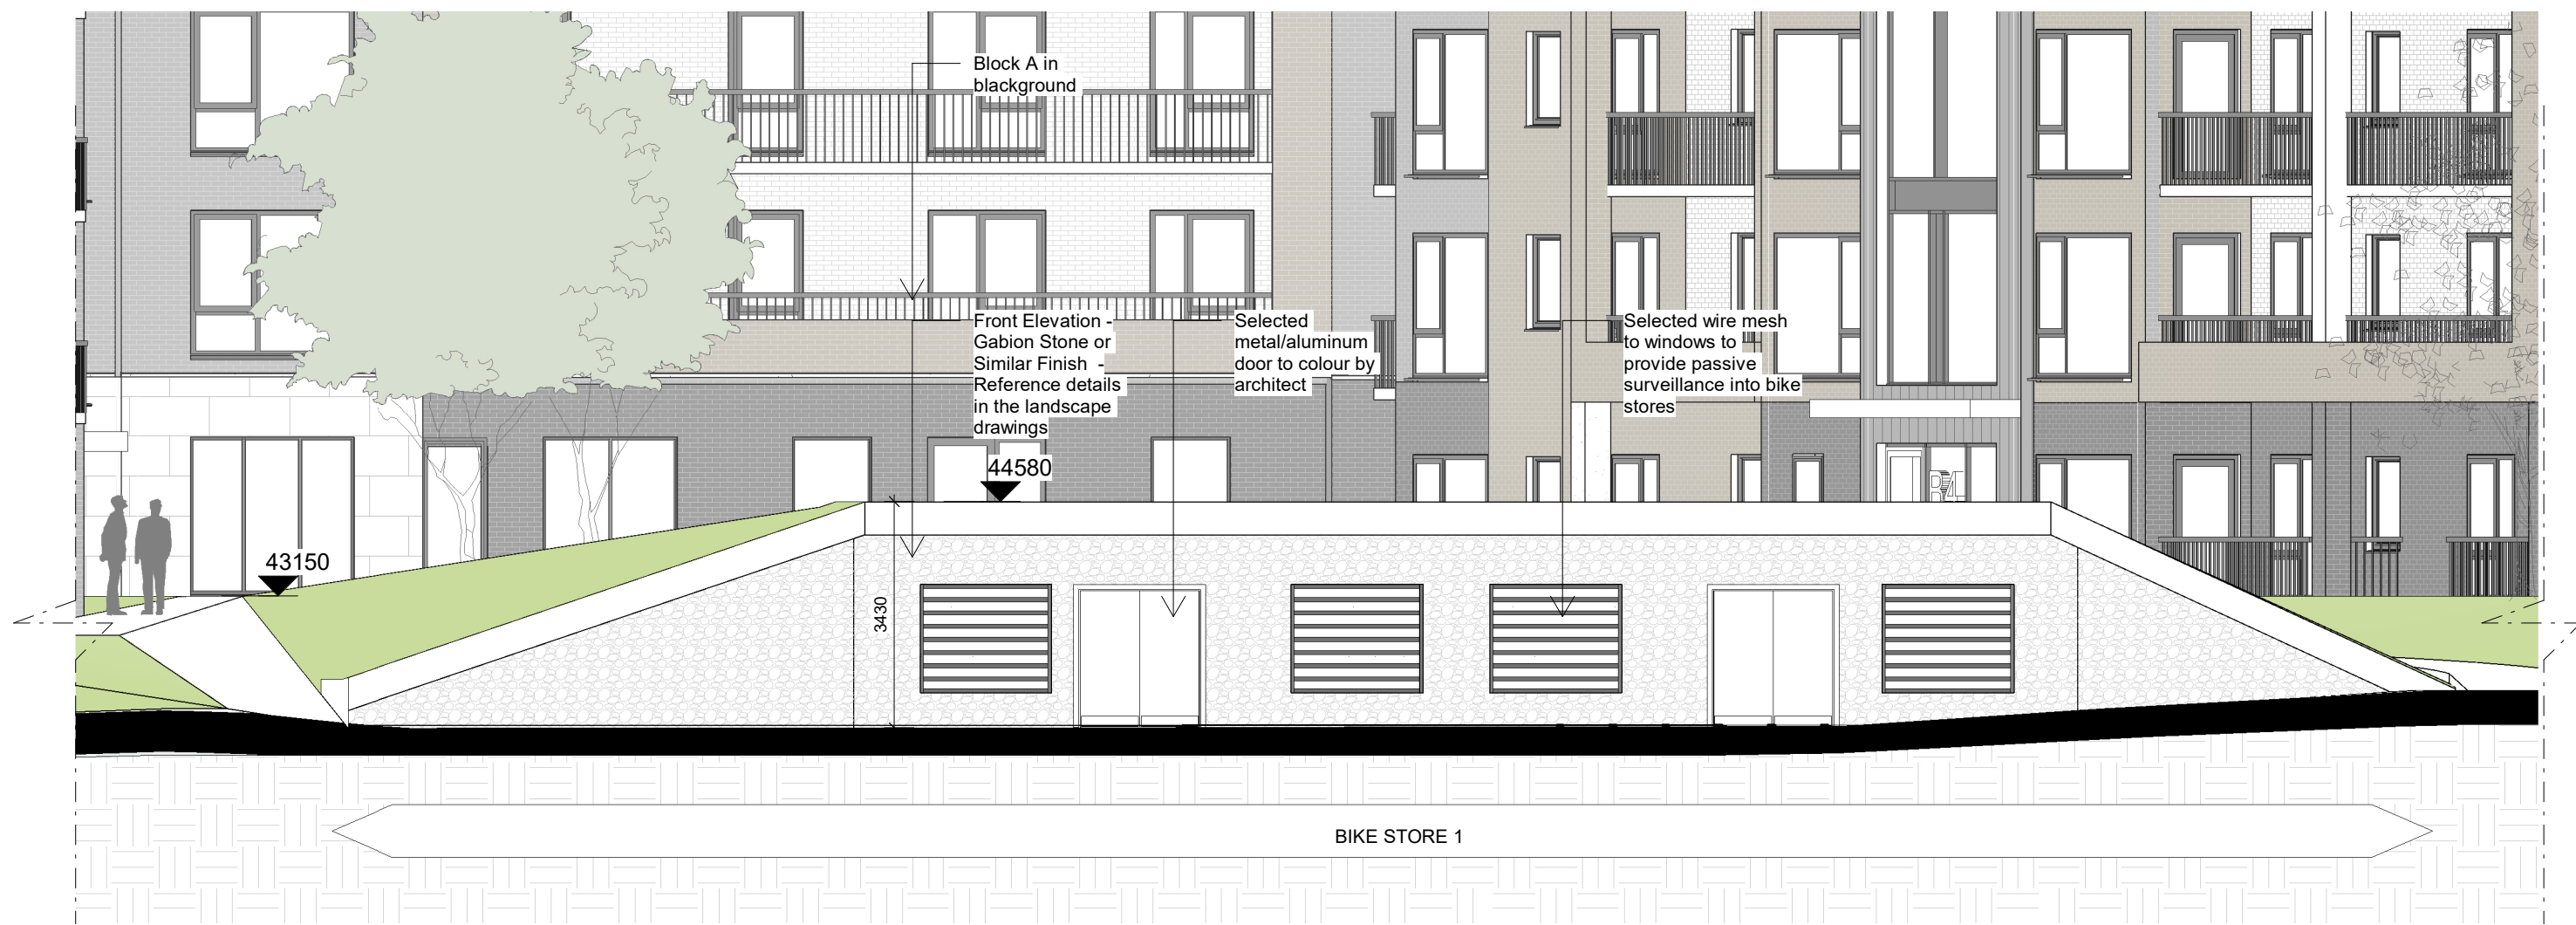 Block A in
blackground
Front Elevation -
Gabion Stone or
Similar Finish -
Reference details
in the landscape
drawings
Selected
metal/aluminum
door to colour by
architect
Selected wire mesh
to windows to
provide passive
surveillance into bike
stores
44580
43150
3430
BIKE STORE 1